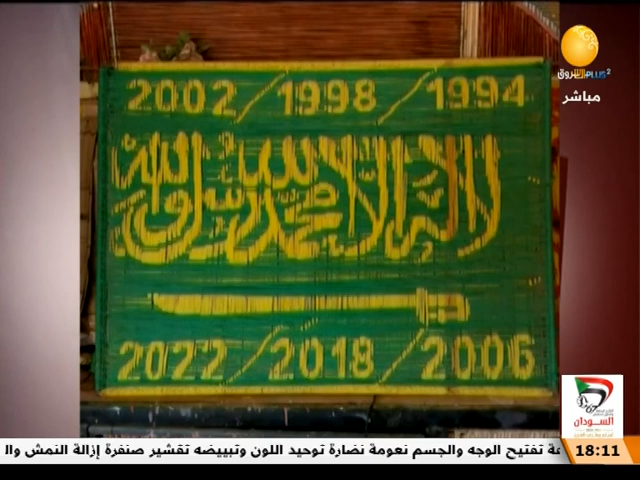 الشروق PLUS²
مباشر
2002/1998/1994
لا إله إلا الله محمد رسول الله
2022/2018/2006
السودان
تفتيح الوجه والجسم نعومة نضارة توحيد اللون وتبييضه تقشير صنفرة إزالة النمش
18:11